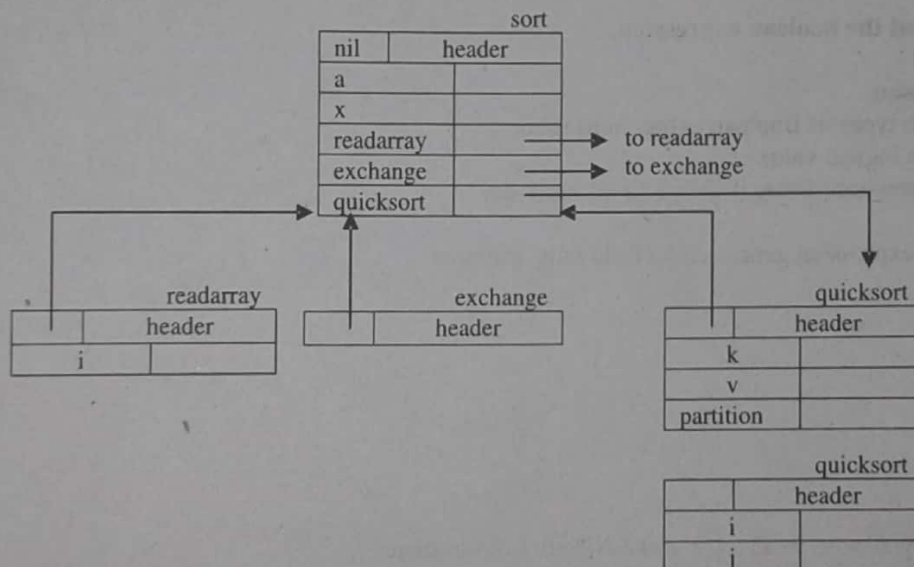 sort
nil header
a
x
readarray to readarray
exchange to exchange
quicksort
readarray
header
i
exchange
header
quicksort
header
k
v
partition
quicksort
header
i
j